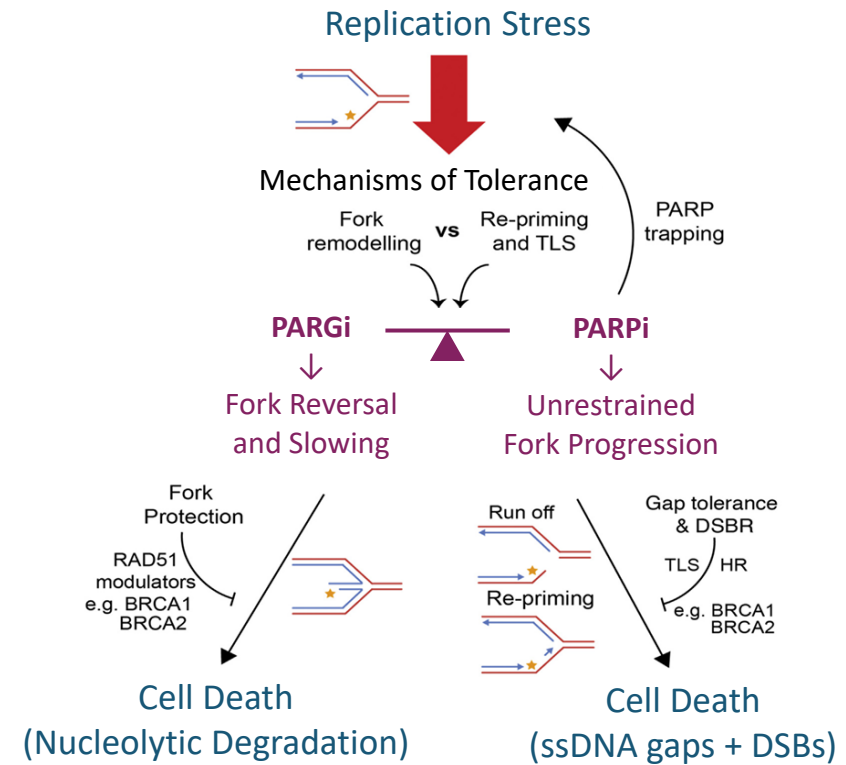 Replication Stress
Mechanisms of Tolerance
Fork
remodelling
vs
Re-priming
and TLS
PARP
trapping
PARGi
PARPi
Fork Reversal
and Slowing
Unrestrained
Fork Progression
Fork
Protection
RAD51
modulators
e.g. BRCA1
BRCA2
Run off
Re-priming
Gap tolerance
& DSBR
TLS
HR
e.g. BRCA1
BRCA2
Cell Death
(Nucleolytic Degradation)
Cell Death
(ssDNA gaps + DSBs)